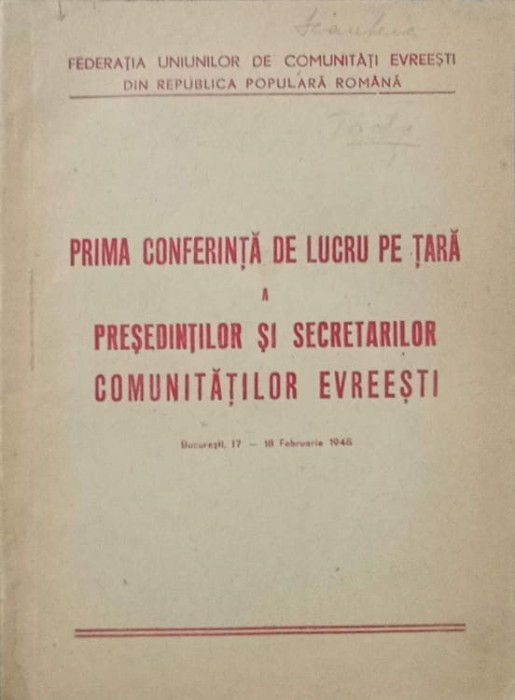 FEDERAȚIA UNIUNILOR DE COMUNITĂȚI EVREEȘTI
DIN REPUBLICA POPULARĂ ROMÂNĂ
PRIMA CONFERINȚĂ DE LUCRU PE ȚARĂ
A
PREȘEDINȚILOR ȘI SECRETARILOR
COMUNITĂȚILOR EVREEȘTI
București, 17 — 18 Februarie 1948